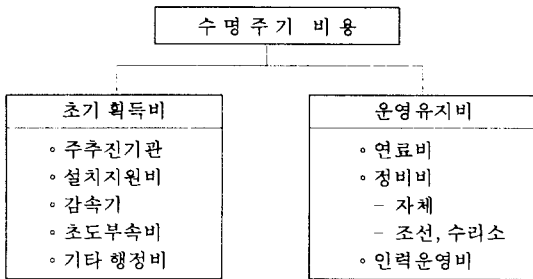 수명주기 비용
초기 획득비
◦ 주추진기관
◦ 설치지원비
◦ 감속기
◦ 초도부속비
◦ 기타 행정비
운영유지비
◦ 연료비
◦ 정비비
– 자체
– 조선, 수리소
◦ 인력운영비